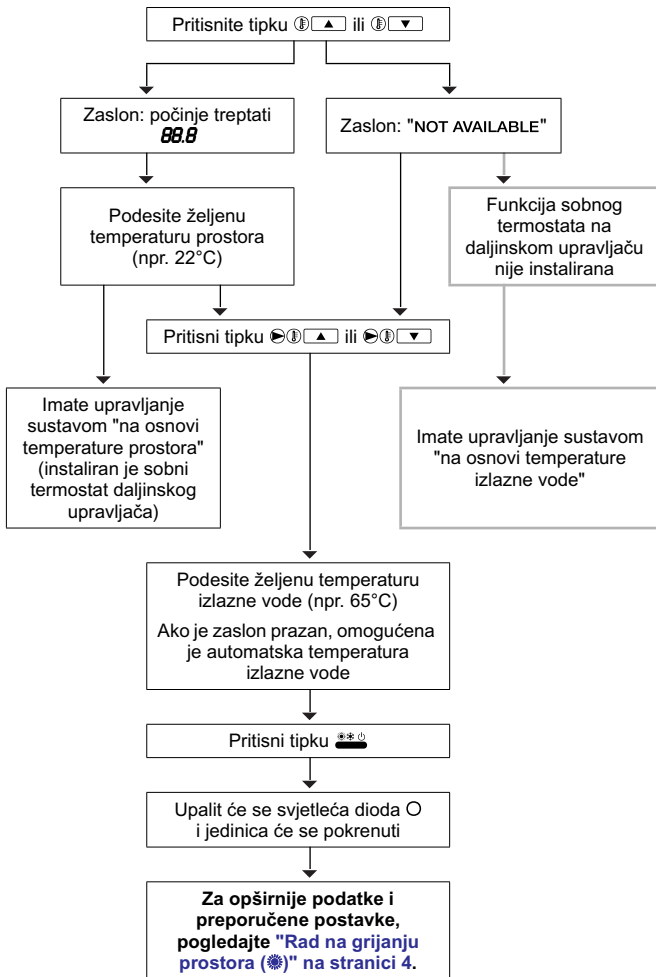 Pritisnite tipku ▲ ili ▼
Zaslon: počinje treptati
88.8
Zaslon: "NOT AVAILABLE"
Podesite željenu
temperaturu prostora
(npr. 22°C)
Funkcija sobnog
termostata na
daljinskom upravljaču
nije instalirana
Pritisni tipku ▲ ili ▼
Imate upravljanje
sustavom "na osnovi
temperature prostora"
(instaliran je sobni
termostat daljinskog
upravljača)
Imate upravljanje sustavom
"na osnovi temperature
izlazne vode"
Podesite željenu temperaturu
izlazne vode (npr. 65°C)
Ako je zaslon prazan, omogućena
je automatska temperatura
izlazne vode
Pritisni tipku
Upalit će se svjetleća dioda
i jedinica će se pokrenuti
Za opširnije podatke i
preporučene postavke,
pogledajte "Rad na grijanju
prostora (☀)" na stranici 4.